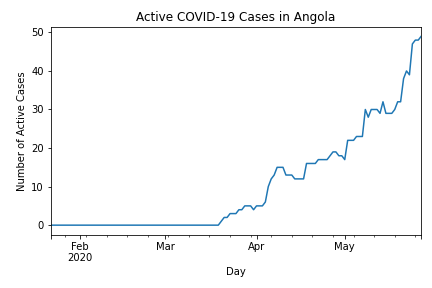 Active COVID-19 Cases in Angola
50
40
30
20
10
0
Number of Active Cases
Feb
2020
Mar
Apr
May
Day